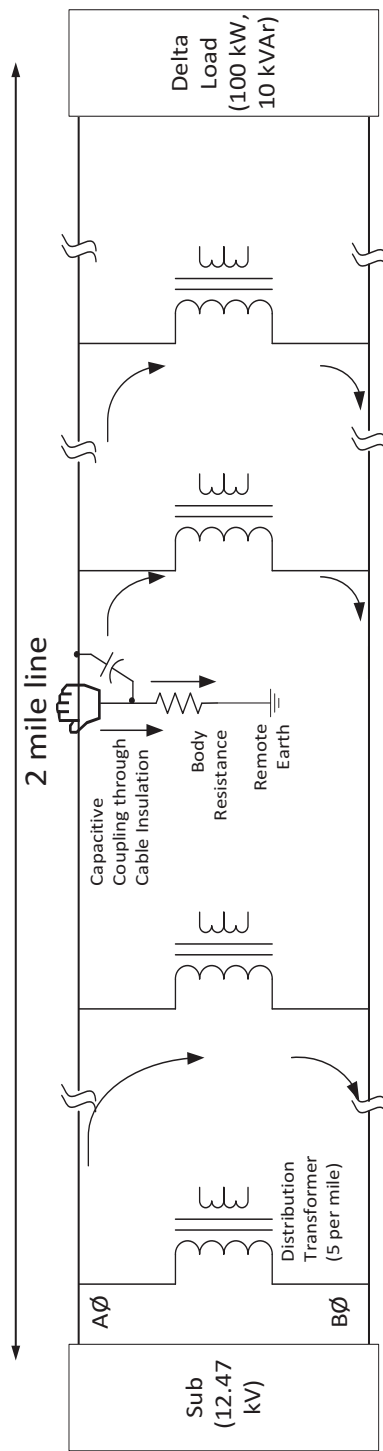 2 mile line
Sub
(12.47
kV)
AØ
BØ
Distribution
Transformer
(5 per mile)
Capacitive
Coupling through
Cable Insulation
Body
Resistance
Remote
Earth
Delta
Load
(100 kW,
10 kVAr)